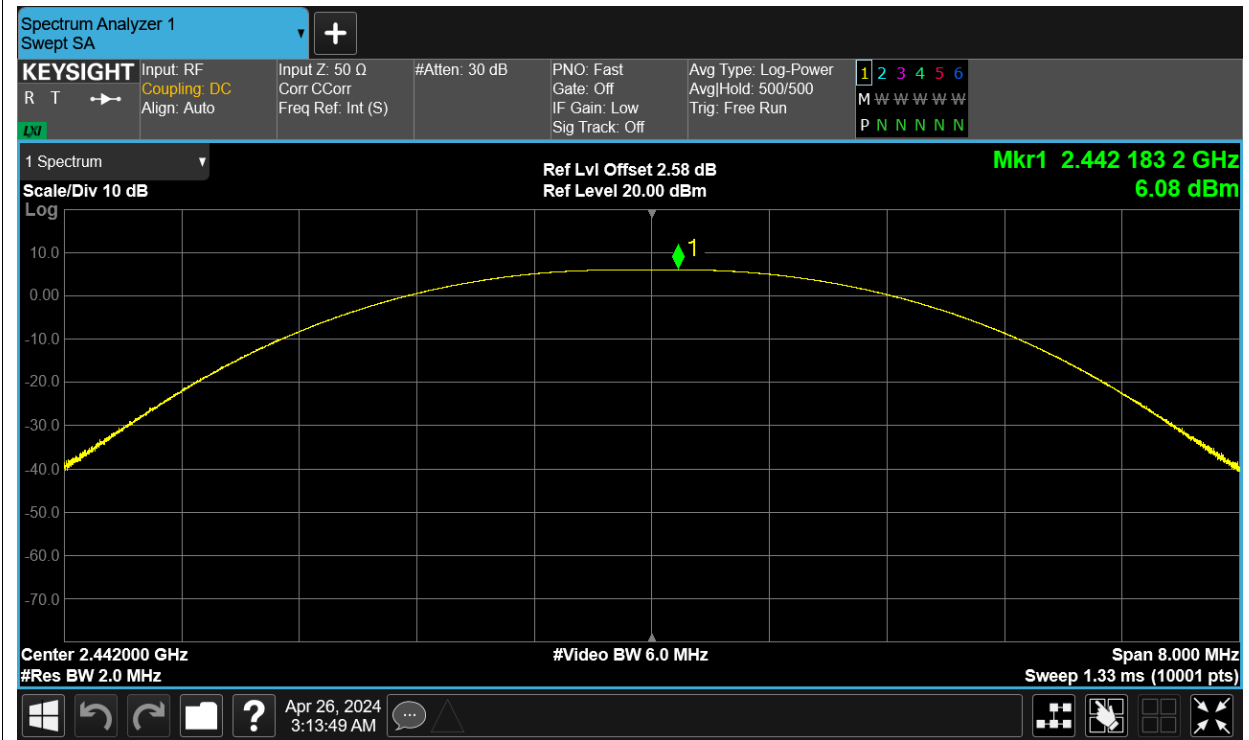 Spectrum Analyzer 1
Swept SA
KEYSIGHT
R T
LXI
Input: RF
Coupling: DC
Align: Auto
Input Z: 50 Ω
Corr CCorr
Freq Ref: Int (S)
#Atten: 30 dB
PNO: Fast
Gate: Off
IF Gain: Low
Sig Track: Off
Avg Type: Log-Power
Avg|Hold: 500/500
Trig: Free Run
1 2 3 4 5 6
M W W W W W
P N N N N N
1 Spectrum
Scale/Div 10 dB
Ref Lvl Offset 2.58 dB
Ref Level 20.00 dBm
Mkr1 2.442 183 2 GHz
6.08 dBm
Log
1
10.0
0.00
-10.0
-20.0
-30.0
-40.0
-50.0
-60.0
-70.0
Center 2.442000 GHz
#Video BW 6.0 MHz
Span 8.000 MHz
#Res BW 2.0 MHz
Sweep 1.33 ms (10001 pts)
?
Apr 26, 2024
3:13:49 AM